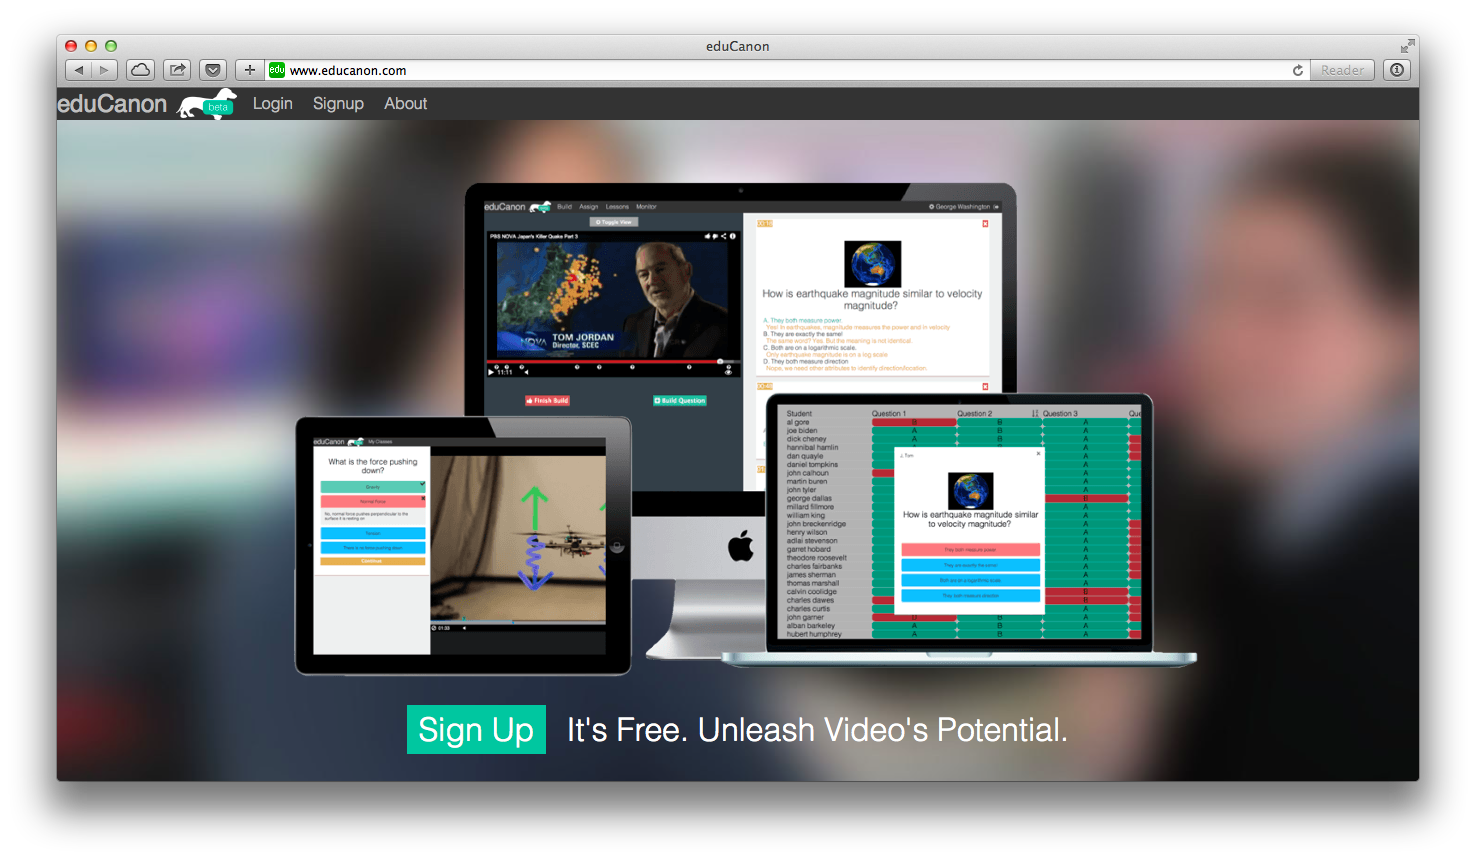 eduCanon
edu www.educanon.com
Reader
eduCanon beta Login Signup About
eduCanon Build Assign Lessons Monitor
George Washington
Toggle View
PBS NOVA Japan's Killer Quake Part 3
NOVA
TOM JORDAN
Director, SCEC
11:11
Finish Build
Build Question
00:18
How is earthquake magnitude similar to velocity
magnitude?
A. They both measure power.
Yes! In earthquakes, magnitude measures the power and in velocity
B. They are exactly the same!
The same word? Yes. But the meaning is not identical
C. Both are on a logarithmic scale.
Only earthquake magnitude is on a log scale
D. They both measure direction
Nope, we need other attributes to identify direction/location.
00:48
eduCanon My Classes
What is the force pushing
down?
Gravity
Normal Force
No, normal force pushes perpendicular to the
surface it is resting on
There is no force pushing down
Continue
01:03
Student Question 1 Question 2 Question 3 Que
al gore B B A
joe biden A B A
dick cheney A B A
hannibal hamlin
dan quayle A
daniel tompkins A
john calhoun A
martin buren A
john tyler A
george dallas B
millard fillmore A
william king A
john breckenridge A
henry wilson A
adlai stevenson A
garret hobard A
theodore roosevelt A
charles fairbanks A
james sherman A
thomas marshall A
calvin coolidge B
charles dawes B
charles curtis A
john garner D B A
alban barkeley A B A
hubert humphrey A B A
J. Tom
How is earthquake magnitude similar
to velocity magnitude?
They both measure power.
They are exactly the same!
Both are on a logarithmic scale.
They both measure direction
Sign Up It's Free. Unleash Video's Potential.